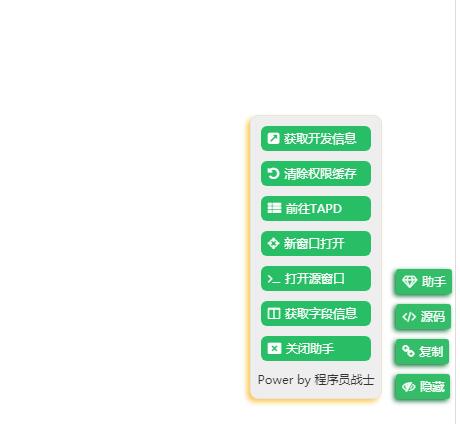 获取开发信息
清除权限缓存
前往TAPD
新窗口打开
打开源窗口
获取字段信息
关闭助手
Power by 程序员战士
助手
源码
复制
隐藏